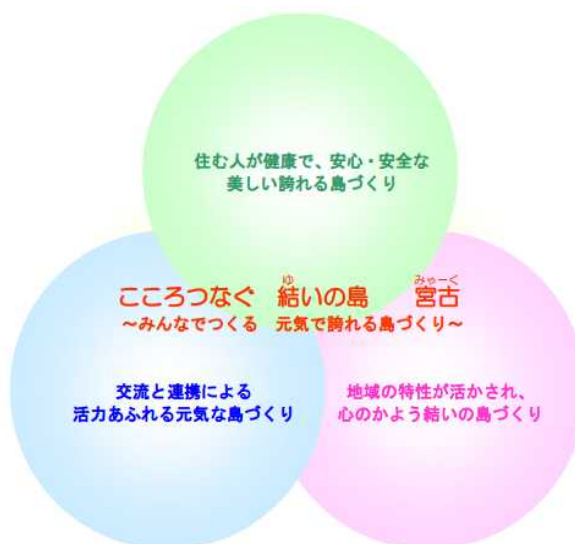 住む人が健康で、安心・安全な
美しい誇れる島づくり
ゆ みゃーく
こころつなぐ 結いの島 宮古
～みんなでつくる 元気で誇れる島づくり～
交流と連携による
活力あふれる元気な島づくり
地域の特性が活かされ、
心のかよう結いの島づくり